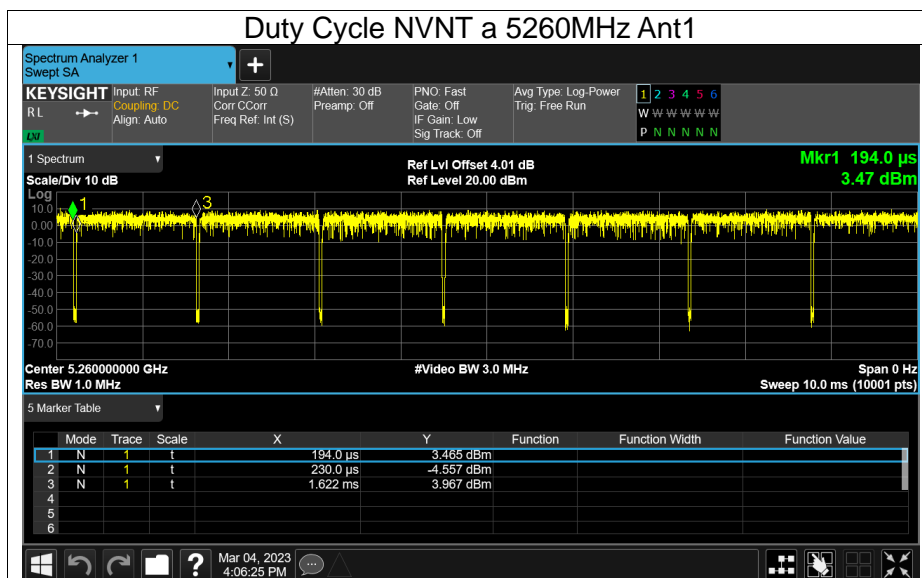 Duty Cycle NVNT a 5260MHz Ant1
Spectrum Analyzer 1
Swept SA
▼
+
KEYSIGHT
R L
LXI
Input: RF
Coupling: DC
Align: Auto
Input Z: 50 Ω
Corr CCorr
Freq Ref: Int (S)
#Atten: 30 dB
Preamp: Off
PNO: Fast
Gate: Off
IF Gain: Low
Sig Track: Off
Avg Type: Log-Power
Trig: Free Run
1 2 3 4 5 6
W W W W W W
P N N N N N
1 Spectrum ▼
Scale/Div 10 dB
Ref Lvl Offset 4.01 dB
Ref Level 20.00 dBm
Mkr1 194.0 µs
3.47 dBm
Log
1
3
10.0
0.00
-10.0
-20.0
-30.0
-40.0
-50.0
-60.0
-70.0
Center 5.260000000 GHz
#Video BW 3.0 MHz
Span 0 Hz
Res BW 1.0 MHz
Sweep 10.0 ms (10001 pts)
5 Marker Table ▼
Mode Trace Scale X Y Function Function Width Function Value
1 N 1 t 194.0 µs 3.465 dBm
2 N 1 t 230.0 µs -4.557 dBm
3 N 1 t 1.622 ms 3.967 dBm
4
5
6
?
Mar 04, 2023
4:06:25 PM
...